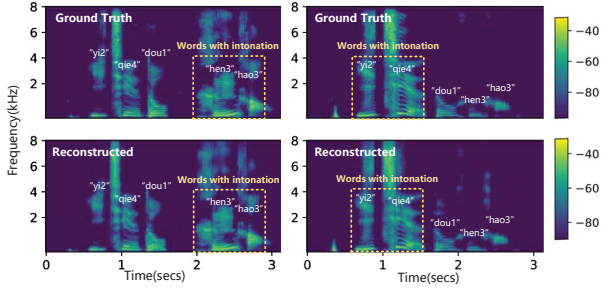 Ground Truth
Ground Truth
Words with intonation
Words with intonation
"yi2"
"qie4"
"dou1"
"hen3"
"hao3"
"yi2"
"qie4"
"dou1"
"hen3"
"hao3"
8
6
4
2
−40
−60
−80
Frequency(kHz)
Reconstructed
Reconstructed
Words with intonation
Words with intonation
"yi2"
"qie4"
"dou1"
"hen3"
"hao3"
"yi2"
"qie4"
"dou1"
"hen3"
"hao3"
8
6
4
2
−40
−60
−80
0 1 2 3
0 1 2 3
Time(secs)
Time(secs)